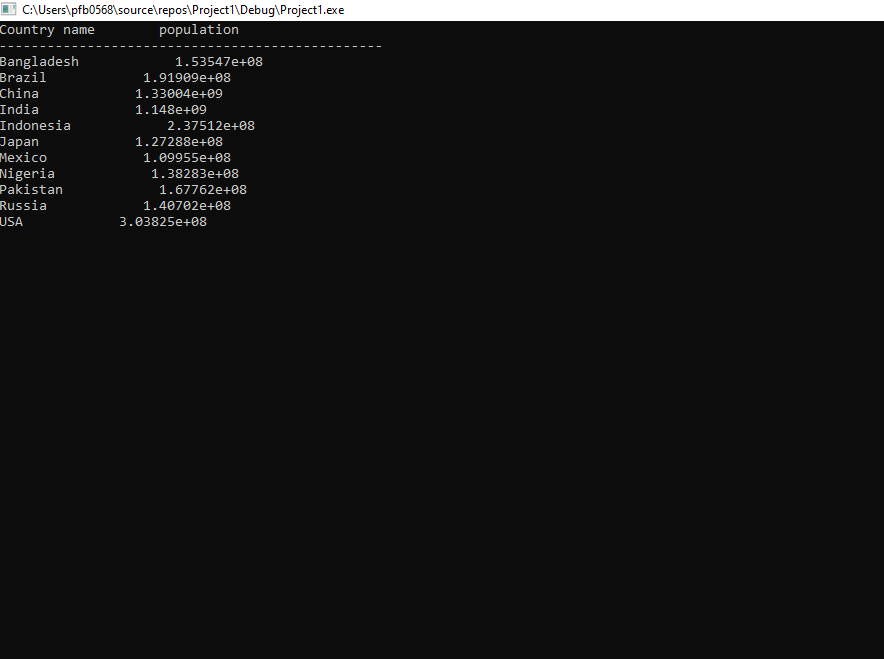 C:\Users\pfb0568\source\repos\Project1\Debug\Project1.exe
Country name        population
------------------------------------------------
Bangladesh            1.53547e+08
Brazil            1.91909e+08
China            1.33004e+09
India            1.148e+09
Indonesia            2.37512e+08
Japan            1.27288e+08
Mexico            1.09955e+08
Nigeria            1.38283e+08
Pakistan            1.67762e+08
Russia            1.40702e+08
USA            3.03825e+08